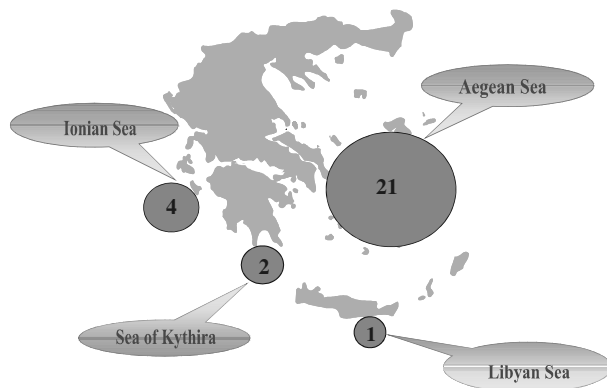 Aegean Sea
Ionian Sea
21
4
2
Sea of Kythira
1
Libyan Sea